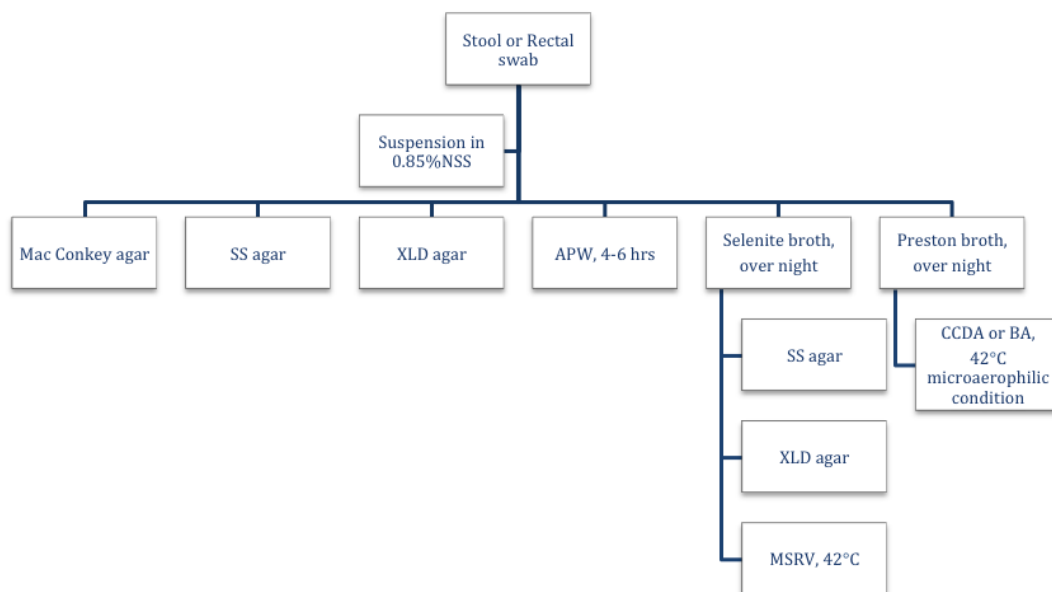 Stool or Rectal
swab
Suspension in
0.85%NSS
Mac Conkey agar
SS agar
XLD agar
APW, 4-6 hrs
Selenite broth,
over night
Preston broth,
over night
SS agar
XLD agar
MSRV, 42°C
CCDA or BA,
42°C
microaerophilic
condition